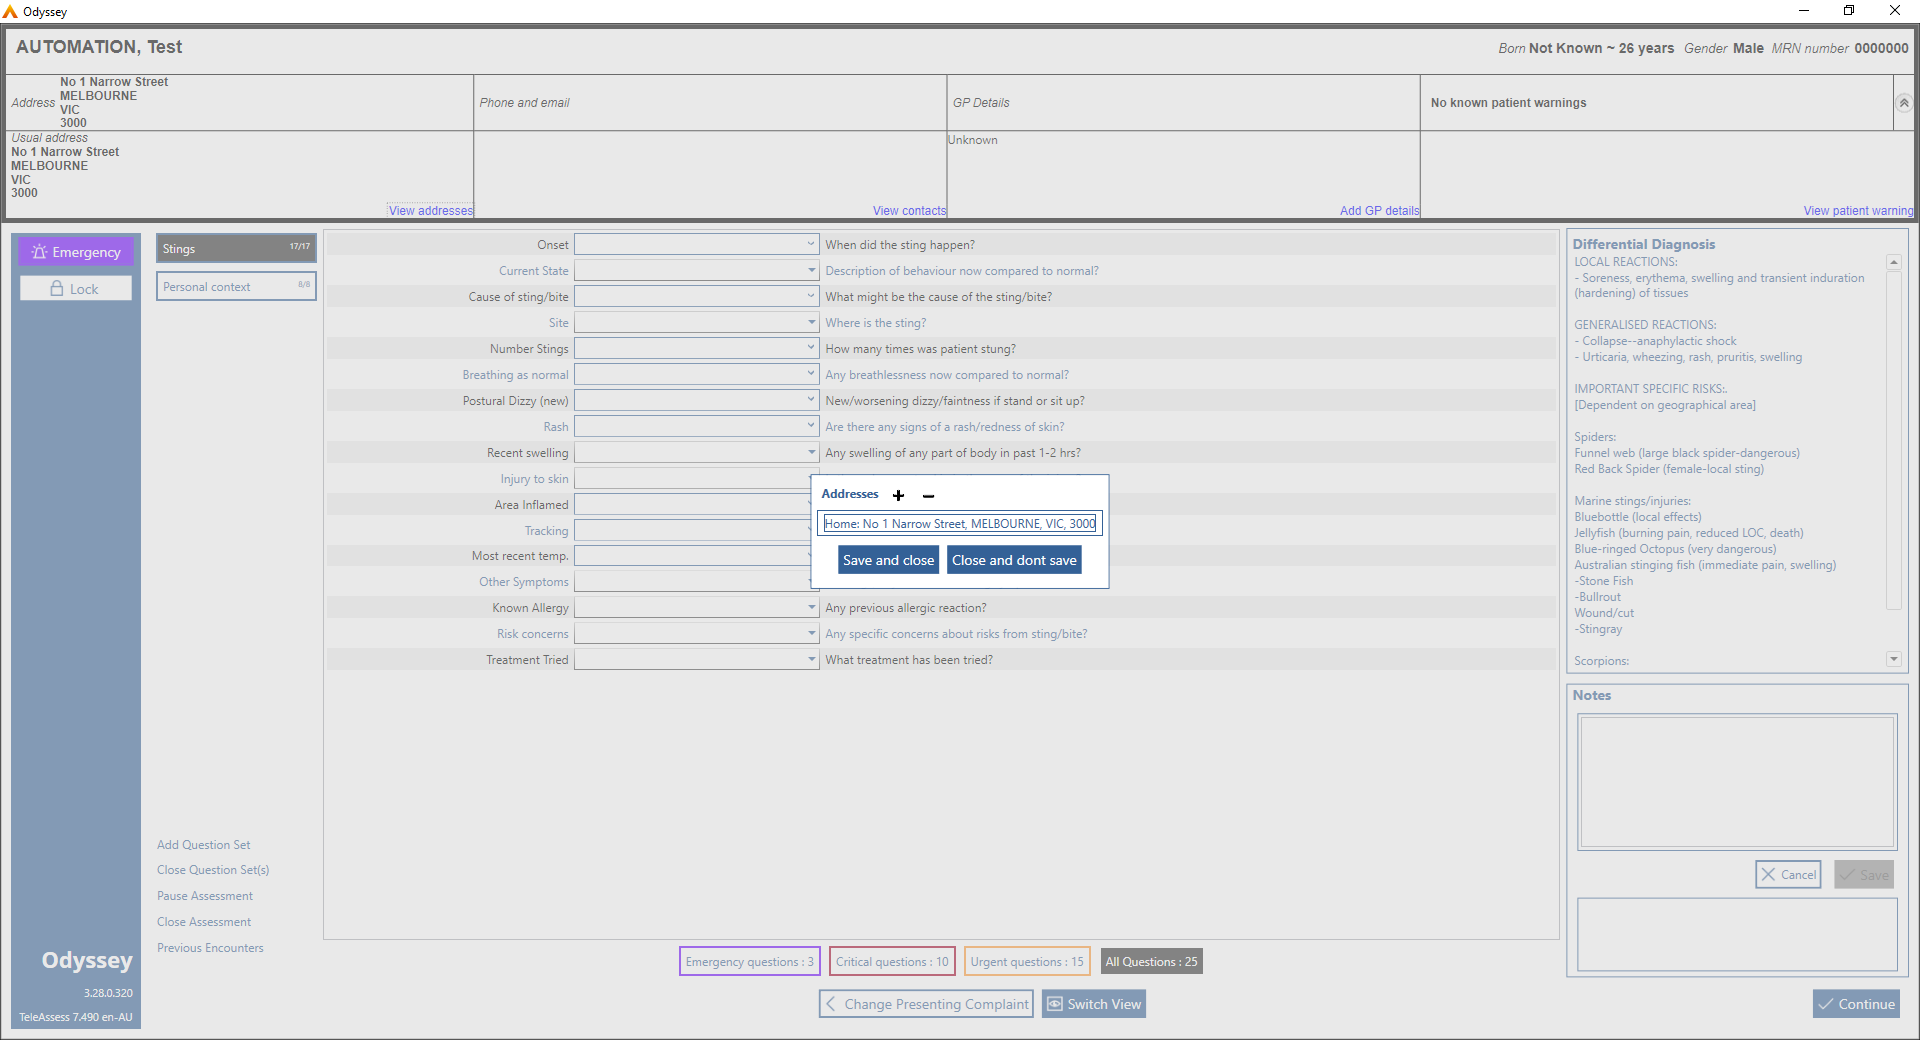 Odyssey
AUTOMATION, Test
Born Not Known ~ 26 years Gender Male MRN number 0000000
Address
No 1 Narrow Street
MELBOURNE
VIC
3000
Phone and email
GP Details
No known patient warnings
Usual address
No 1 Narrow Street
MELBOURNE
VIC
3000
Unknown
View addresses
View contacts
Add GP details
View patient warning
Emergency
Lock
Stings 17/17
Personal context 8/8
Onset When did the sting happen?
Current State Description of behaviour now compared to normal?
Cause of sting/bite What might be the cause of the sting/bite?
Site Where is the sting?
Number Stings How many times was patient stung?
Breathing as normal Any breathlessness now compared to normal?
Postural Dizzy (new) New/worsening dizzy/faintness if stand or sit up?
Rash Are there any signs of a rash/redness of skin?
Recent swelling Any swelling of any part of body in past 1-2 hrs?
Injury to skin
Area Inflamed
Tracking
Most recent temp.
Other Symptoms
Known Allergy Any previous allergic reaction?
Risk concerns Any specific concerns about risks from sting/bite?
Treatment Tried What treatment has been tried?
Addresses + −
Home: No 1 Narrow Street, MELBOURNE, VIC, 3000
Save and close
Close and dont save
Differential Diagnosis
LOCAL REACTIONS:
- Soreness, erythema, swelling and transient induration
(hardening) of tissues
GENERALISED REACTIONS:
- Collapse--anaphylactic shock
- Urticaria, wheezing, rash, pruritis, swelling
IMPORTANT SPECIFIC RISKS:.
[Dependent on geographical area]
Spiders:
Funnel web (large black spider-dangerous)
Red Back Spider (female-local sting)
Marine stings/injuries:
Bluebottle (local effects)
Jellyfish (burning pain, reduced LOC, death)
Blue-ringed Octopus (very dangerous)
Australian stinging fish (immediate pain, swelling)
-Stone Fish
-Bullrout
Wound/cut
-Stingray
Scorpions:
Notes
Cancel
Save
Add Question Set
Close Question Set(s)
Pause Assessment
Close Assessment
Previous Encounters
Odyssey
3.28.0.320
TeleAssess 7.490 en-AU
Emergency questions : 3
Critical questions : 10
Urgent questions : 15
All Questions : 25
Change Presenting Complaint
Switch View
Continue